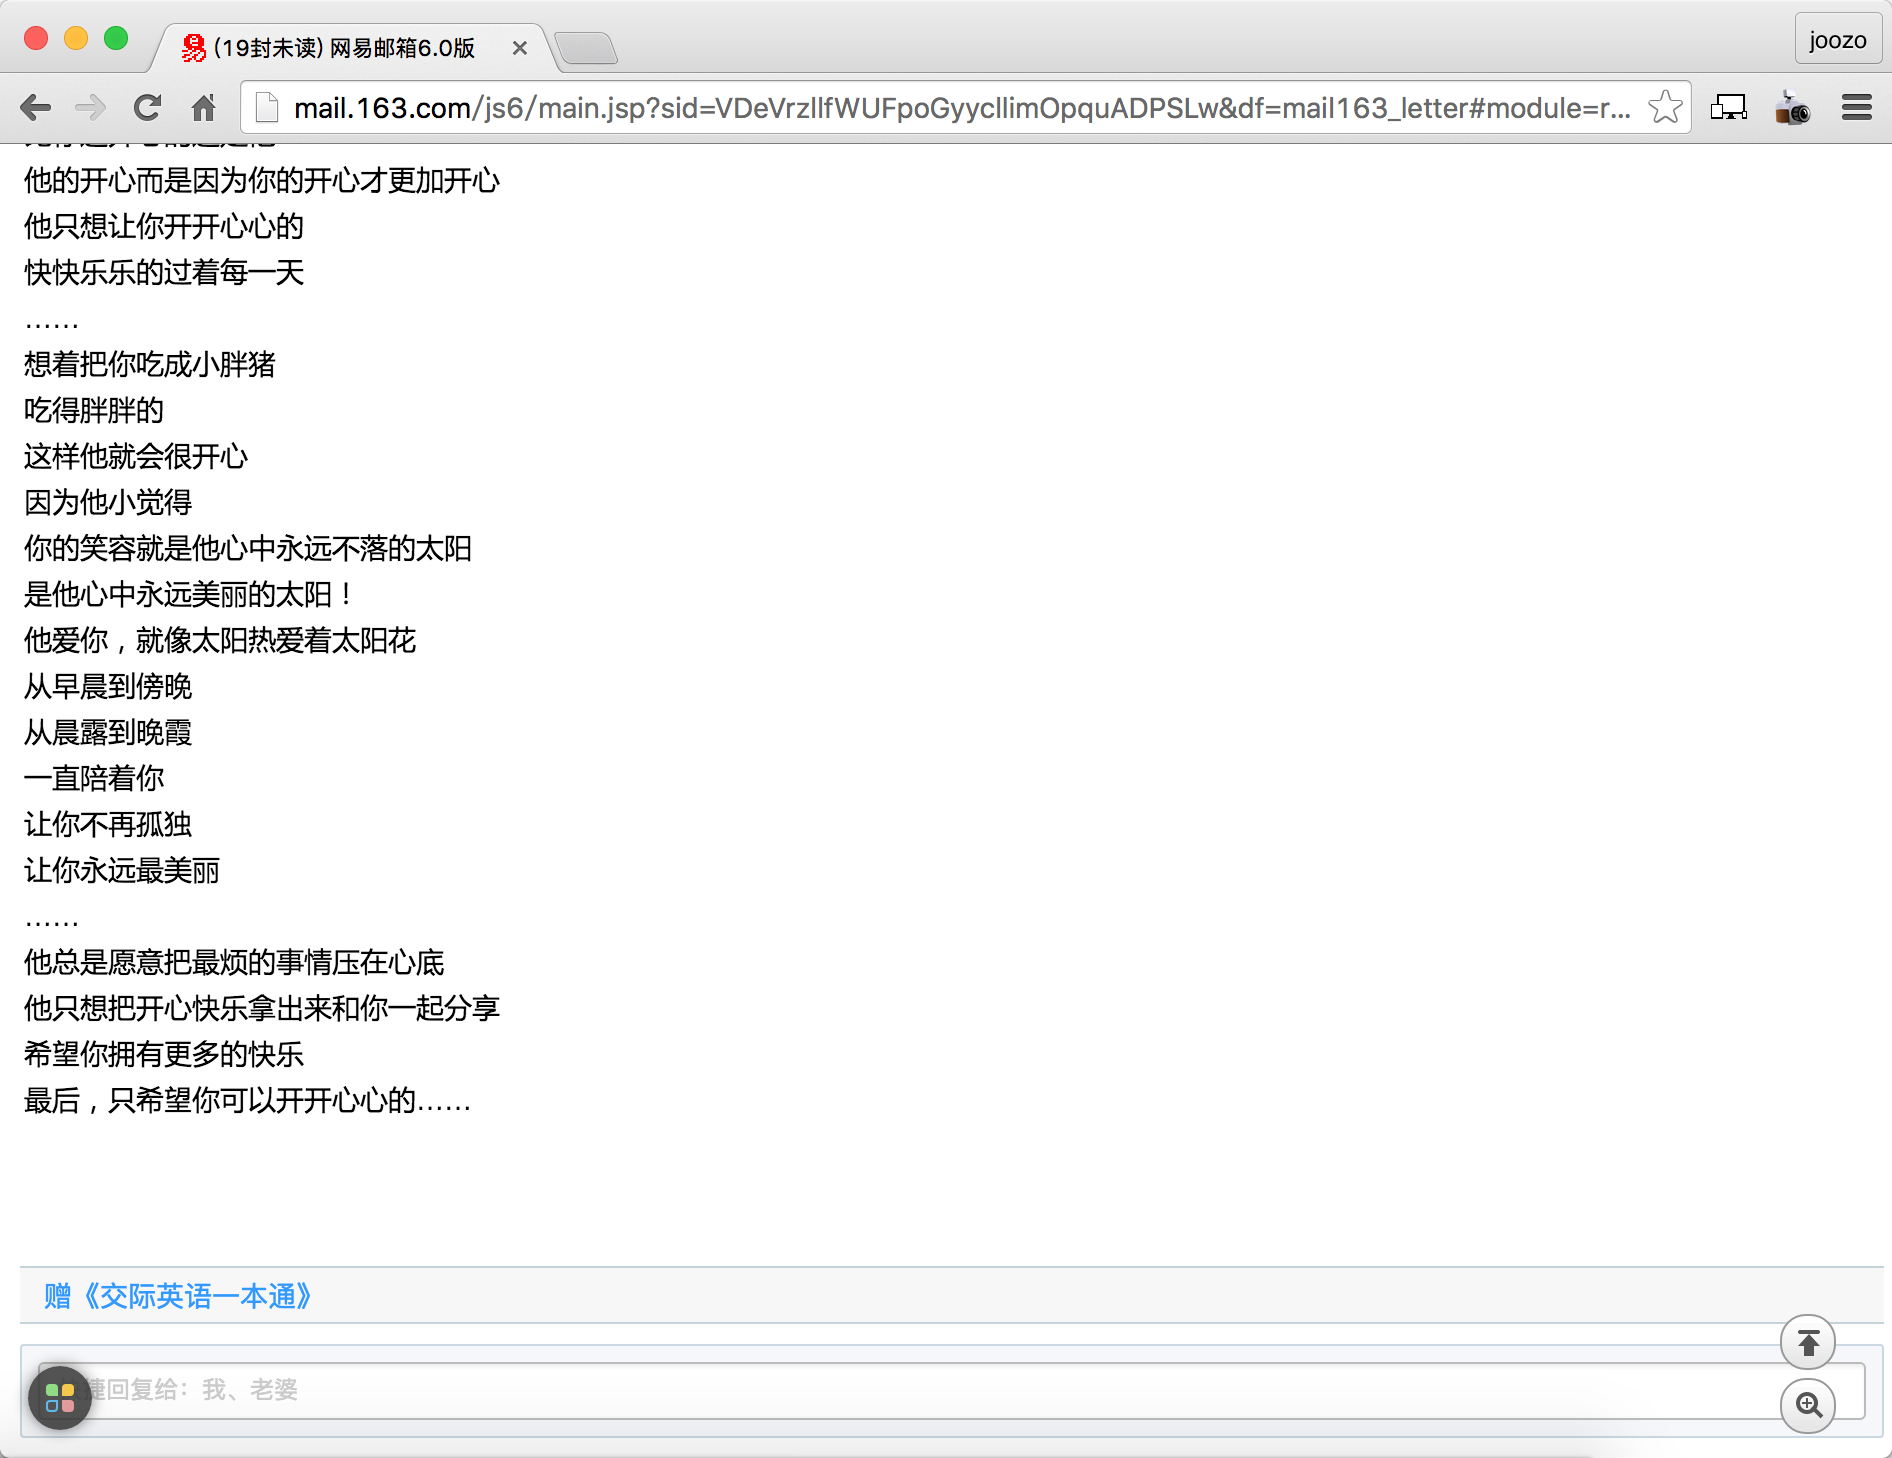 (19封未读) 网易邮箱6.0版
joozo
mail.163.com/js6/main.jsp?sid=VDeVrzllfWUFpoGyycllimOpquADPSLw&df=mail163_letter#module=r...
他的开心而是因为你的开心才更加开心
他只想让你开开心心的
快快乐乐的过着每一天
……
想着把你吃成小胖猪
吃得胖胖的
这样他就会很开心
因为他小觉得
你的笑容就是他心中永远不落的太阳
是他心中永远美丽的太阳！
他爱你，就像太阳热爱着太阳花
从早晨到傍晚
从晨露到晚霞
一直陪着你
让你不再孤独
让你永远最美丽
……
他总是愿意把最烦的事情压在心底
他只想把开心快乐拿出来和你一起分享
希望你拥有更多的快乐
最后，只希望你可以开开心心的……
赠《交际英语一本通》
捷回复给：我、老婆